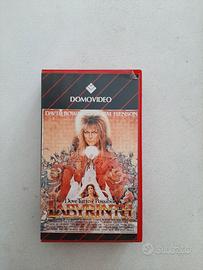 DOMOVIDEO
DAVID BOWIE JIM HENSON
Dove Tutto è Possibile
LABYRINTH
subito